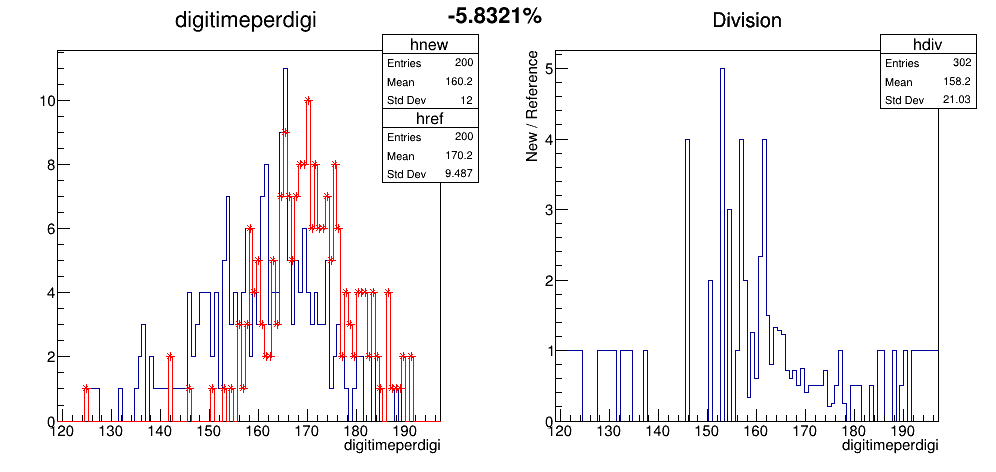 -5.8321%
digitimeperdigi
hnew
Entries 200
Mean 160.2
Std Dev 12
href
Entries 200
Mean 170.2
Std Dev 9.487
10
8
6
4
2
0
120 130 140 150 160 170 180 190
digitimeperdigi
Division
hdiv
Entries 302
Mean 158.2
Std Dev 21.03
New / Reference
5
4
3
2
1
0
120 130 140 150 160 170 180 190
digitimeperdigi